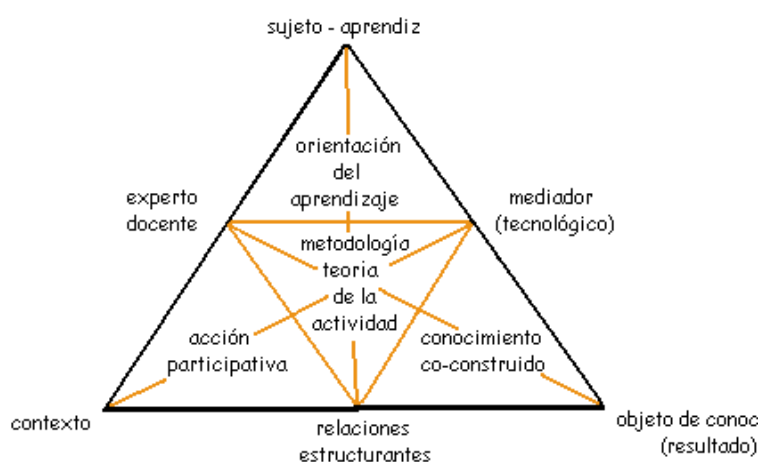 sujeto - aprendiz
orientación
del
aprendizaje
experto
docente
mediador
(tecnológico)
metodología
teoria
de la
actividad
acción
participativa
conocimiento
co-construido
contexto
relaciones
estructurantes
objeto de conoc
(resultado)